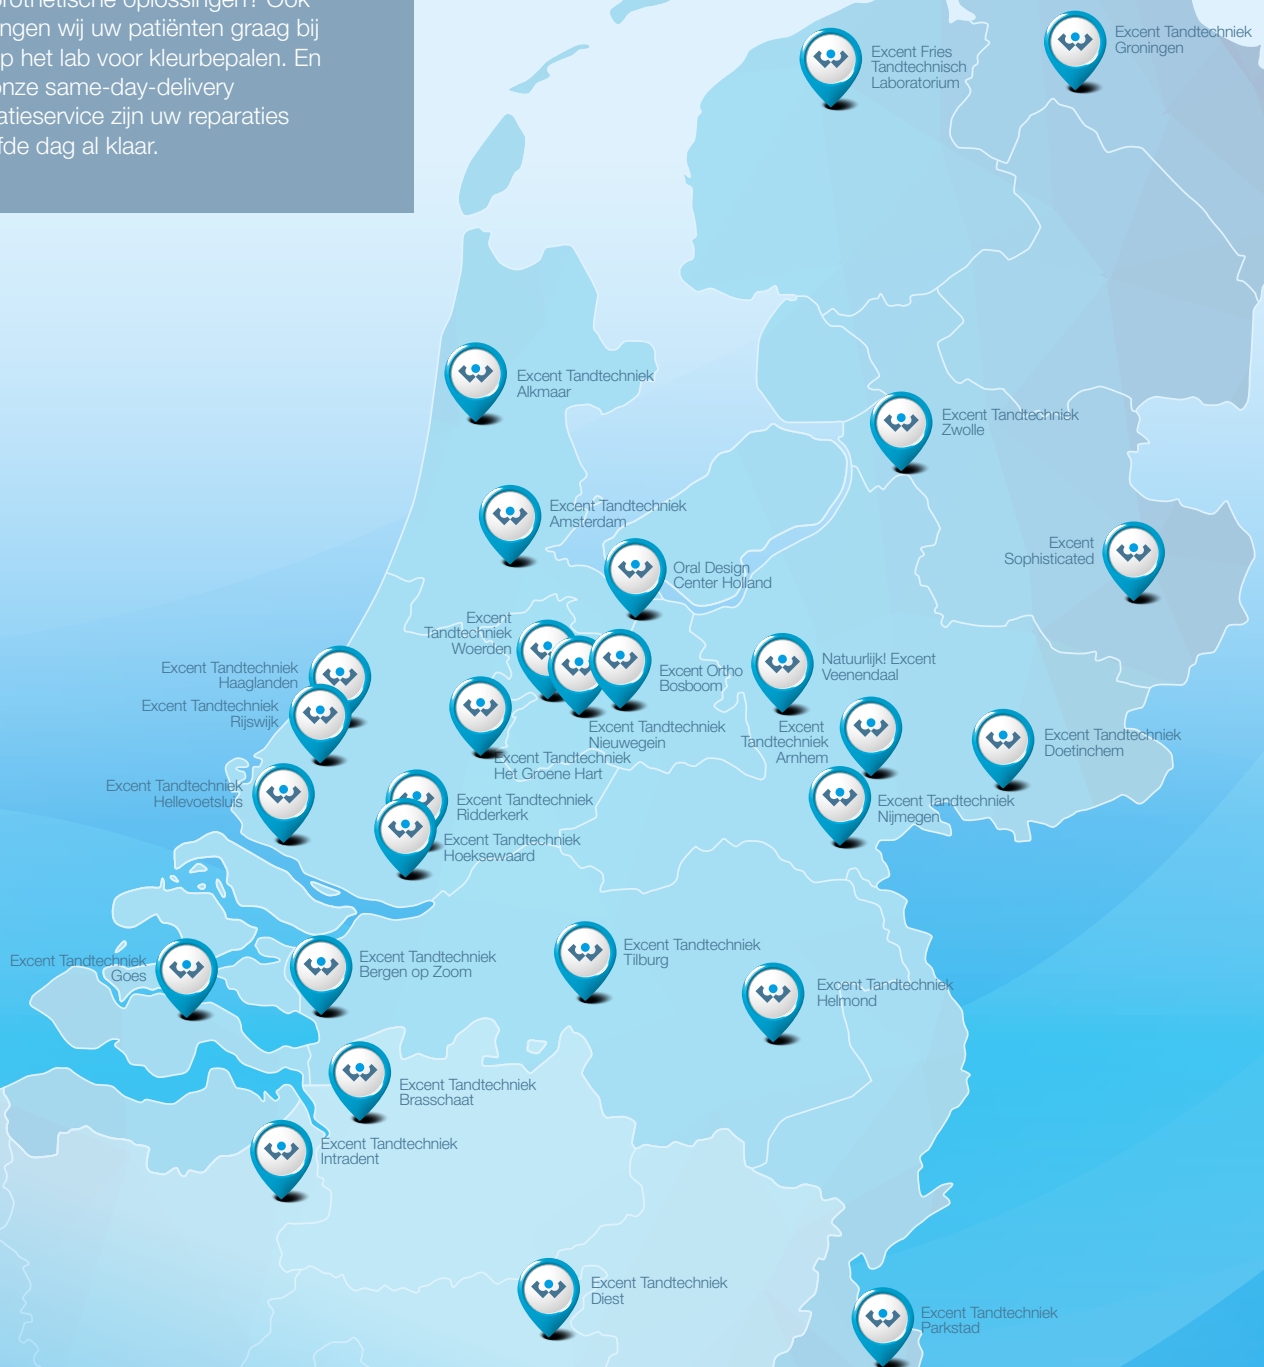 prothetische oplossingen? Ook
wij uw patiënten graag bij
het lab voor kleurbepalen. En
onze same-day-delivery
zijn uw reparaties
dag al klaar.
Excent Fries
Tandtechnisch
Laboratorium
Excent Tandtechniek
Groningen
Excent Tandtechniek
Alkmaar
Excent Tandtechniek
Zwolle
Excent Tandtechniek
Amsterdam
Excent
Sophisticated
Oral Design
Center Holland
Excent
Tandtechniek
Woerden
Excent Tandtechniek
Haaglanden
Excent Ortho
Bosboom
Natuurlijk! Excent
Veenendaal
Excent Tandtechniek
Rijswijk
Excent Tandtechniek
Nieuwegein
Excent
Tandtechniek
Arnhem
Excent Tandtechniek
Doetinchem
Excent Tandtechniek
Het Groene Hart
Excent Tandtechniek
Hellevoetsluis
Excent Tandtechniek
Ridderkerk
Excent Tandtechniek
Nijmegen
Excent Tandtechniek
Hoeksewaard
Excent Tandtechniek
Goes
Excent Tandtechniek
Bergen op Zoom
Excent Tandtechniek
Tilburg
Excent Tandtechniek
Helmond
Excent Tandtechniek
Brasschaat
Excent Tandtechniek
Intradent
Excent Tandtechniek
Diest
Excent Tandtechniek
Parkstad